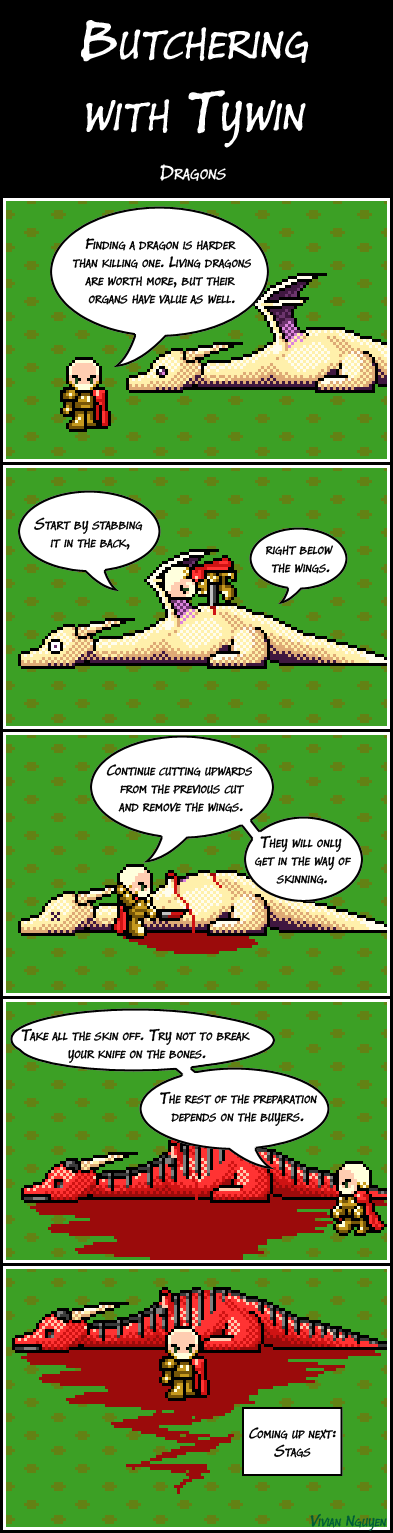 Butchering
with Tywin
Dragons
Finding a dragon is harder
than killing one. Living dragons
are worth more, but their
organs have value as well.
Start by stabbing
it in the back,
right below
the wings.
Continue cutting upwards
from the previous cut
and remove the wings.
They will only
get in the way of
skinning.
Take all the skin off. Try not to break
your knife on the bones.
The rest of the preparation
depends on the buyers.
Coming up next:
Stags
Vivian Nguyen